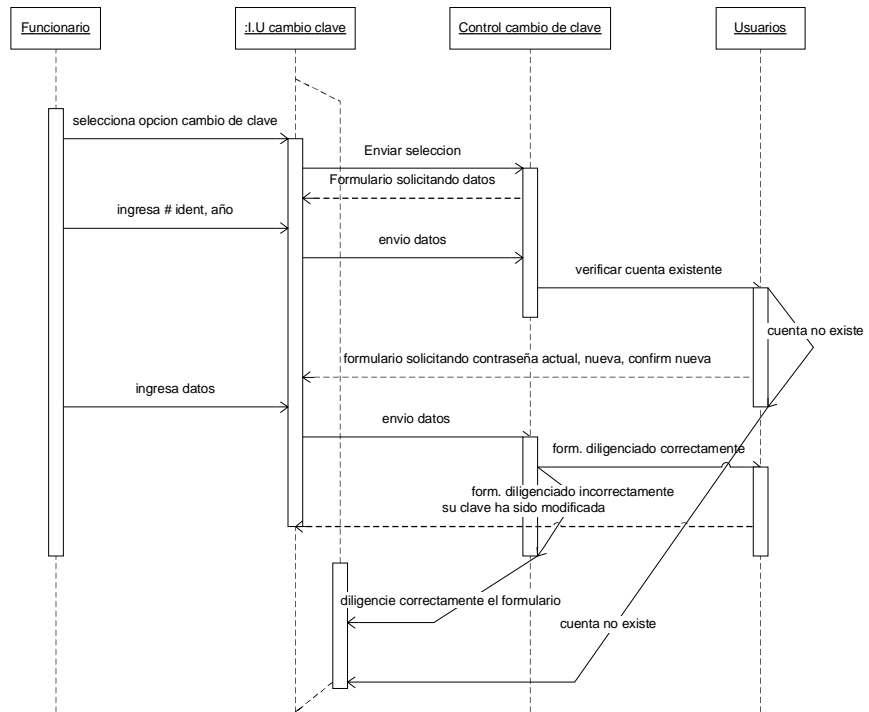 Funcionario
:I.U cambio clave
Control cambio de clave
Usuarios
selecciona opcion cambio de clave
Enviar seleccion
Formulario solicitando datos
ingresa # ident, año
envio datos
verificar cuenta existente
cuenta no existe
formulario solicitando contraseña actual, nueva, confirm nueva
ingresa datos
envio datos
form. diligenciado correctamente
form. diligenciado incorrectamente
su clave ha sido modificada
diligencie correctamente el formulario
cuenta no existe